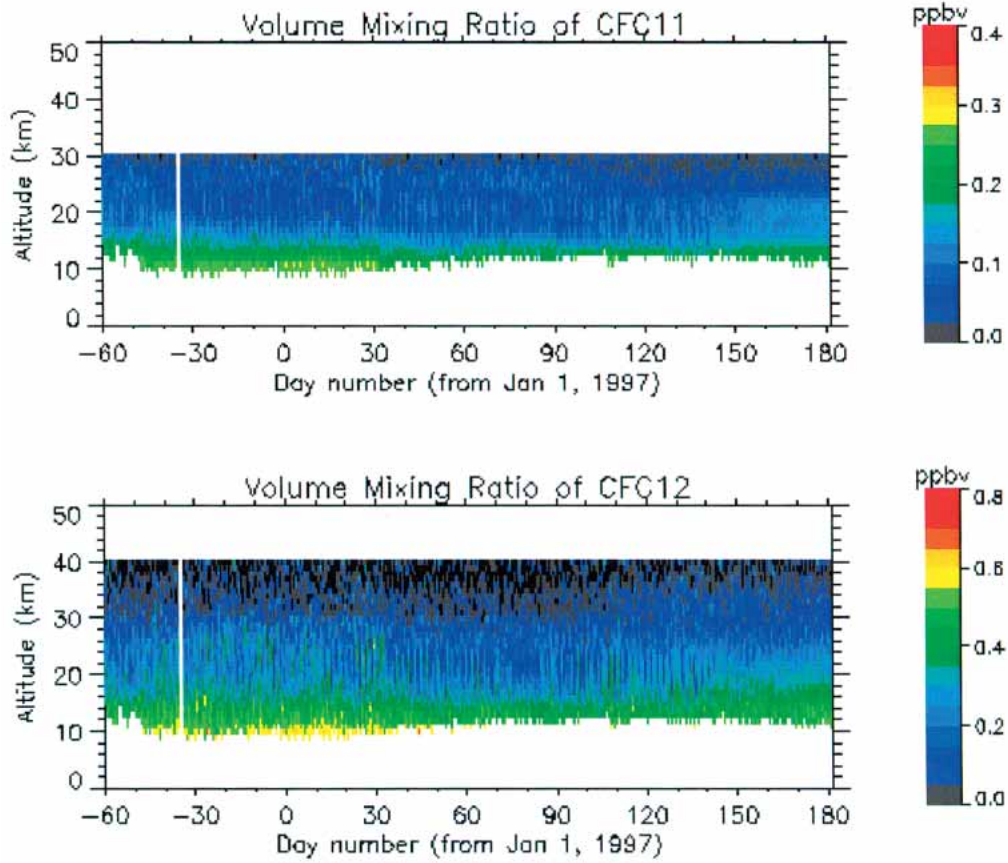 Volume Mixing Ratio of CFC11
ppbv
50
40
30
20
10
0
Altitude (km)
-60 -30 0 30 60 90 120 150 180
Day number (from Jan 1, 1997)
0.4
0.3
0.2
0.1
0.0
Volume Mixing Ratio of CFC12
ppbv
50
40
30
20
10
0
Altitude (km)
-60 -30 0 30 60 90 120 150 180
Day number (from Jan 1, 1997)
0.8
0.6
0.4
0.2
0.0